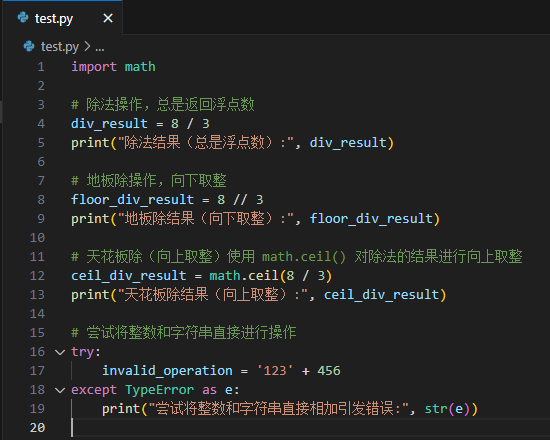 test.py
test.py > ...
1 import math
2
3 # 除法操作，总是返回浮点数
4 div_result = 8 / 3
5 print("除法结果（总是浮点数）:", div_result)
6
7 # 地板除操作，向下取整
8 floor_div_result = 8 // 3
9 print("地板除结果（向下取整）:", floor_div_result)
10
11 # 天花板除（向上取整）使用 math.ceil() 对除法的结果进行向上取整
12 ceil_div_result = math.ceil(8 / 3)
13 print("天花板除结果（向上取整）:", ceil_div_result)
14
15 # 尝试将整数和字符串直接进行操作
16 try:
17     invalid_operation = '123' + 456
18 except TypeError as e:
19     print("尝试将整数和字符串直接相加引发错误:", str(e))
20